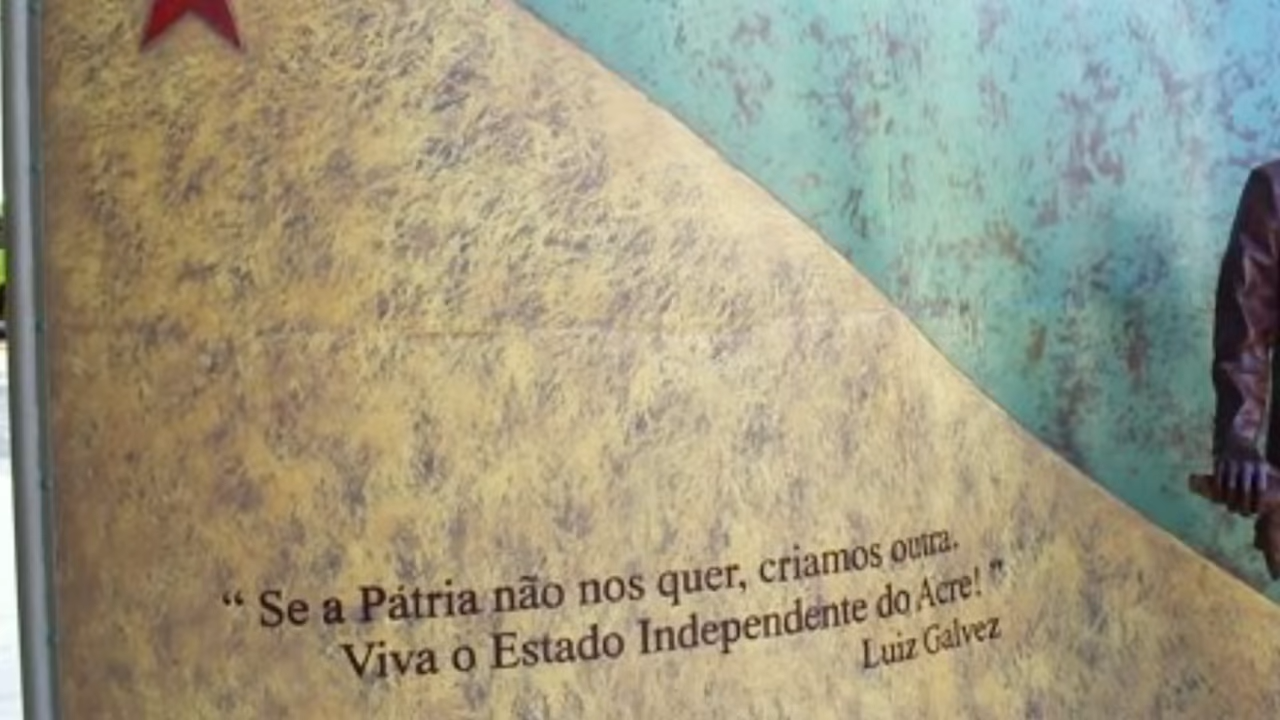 “ Se a Pátria não nos quer, criamos outra.
Viva o Estado Independente do Acre! ”
Luiz Galvez